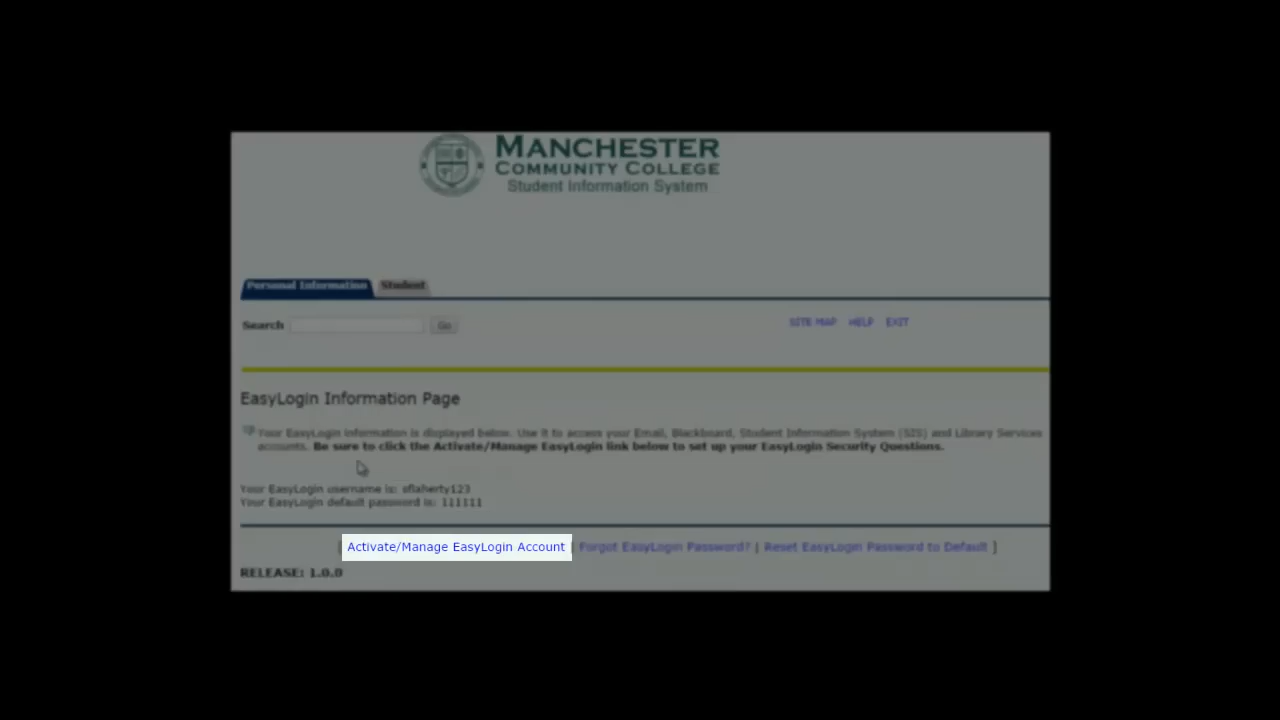 MANCHESTER
COMMUNITY COLLEGE
Student Information System
Personal Information Student
Search Go
SITE MAP HELP EXIT
EasyLogin Information Page
Your EasyLogin information is displayed below. Use it to access your Email, Blackboard, Student Information System (SIS) and Library Services
accounts. Be sure to click the Activate/Manage EasyLogin link below to set up your EasyLogin Security Questions.
Your EasyLogin username is: sflaherty123
Your EasyLogin default password is: 111111
[ Activate/Manage EasyLogin Account | Forgot EasyLogin Password? | Reset EasyLogin Password to Default ]
RELEASE: 1.0.0